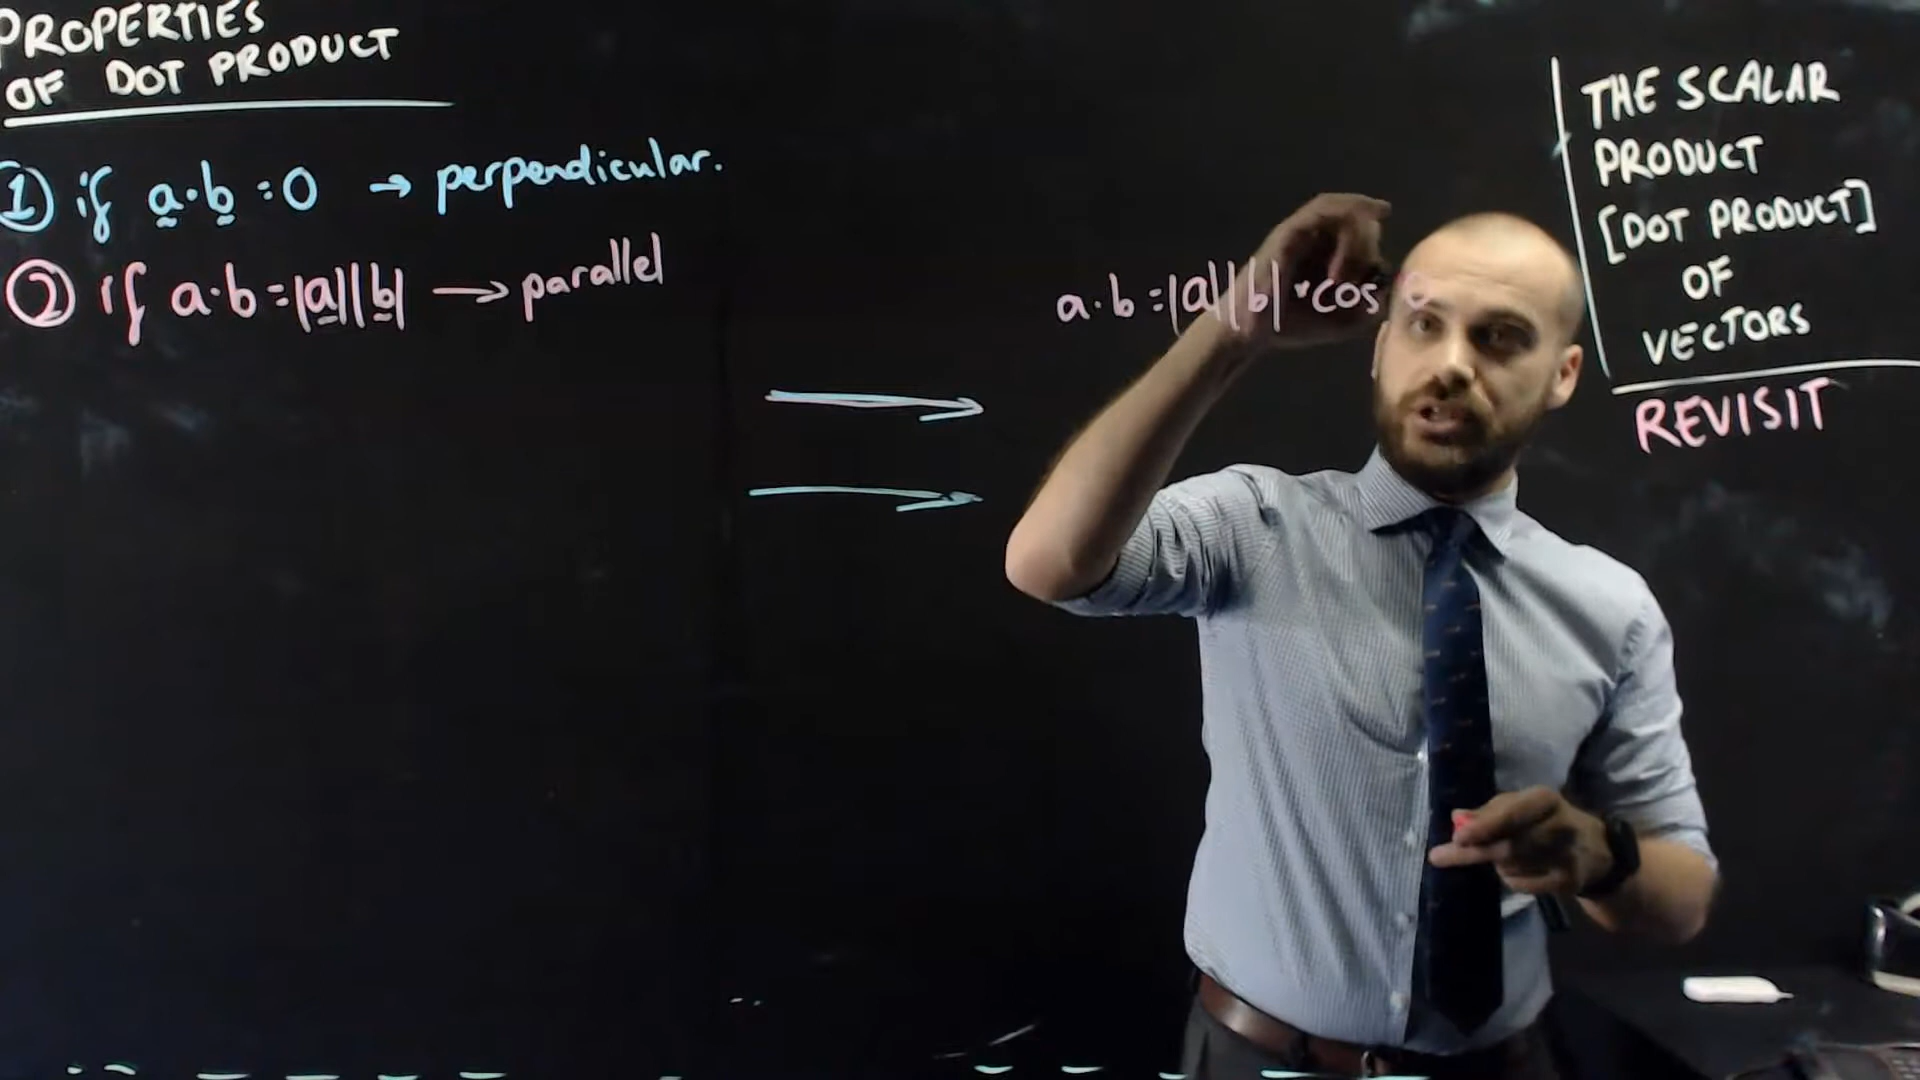 PROPERTIES
OF DOT PRODUCT
① if a·b=0 → perpendicular.
② if a·b=|a||b| → parallel
a·b=|a||b|·cos
THE SCALAR
PRODUCT
[DOT PRODUCT]
OF
VECTORS
REVISIT